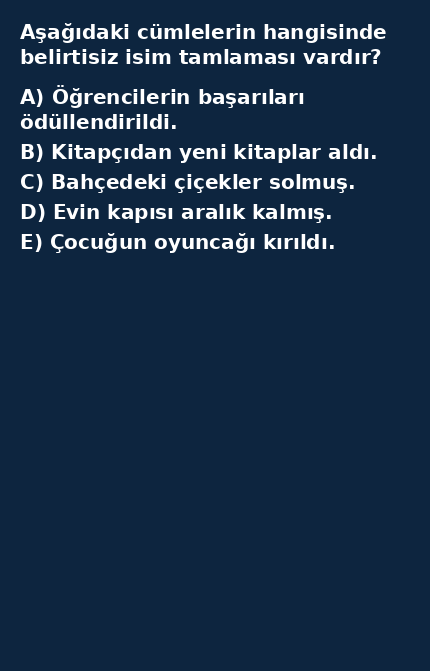 Aşağıdaki cümlelerin hangisinde
belirtisiz isim tamlaması vardır?
A) Öğrencilerin başarıları
ödüllendirildi.
B) Kitapçıdan yeni kitaplar aldı.
C) Bahçedeki çiçekler solmuş.
D) Evin kapısı aralık kalmış.
E) Çocuğun oyuncağı kırıldı.